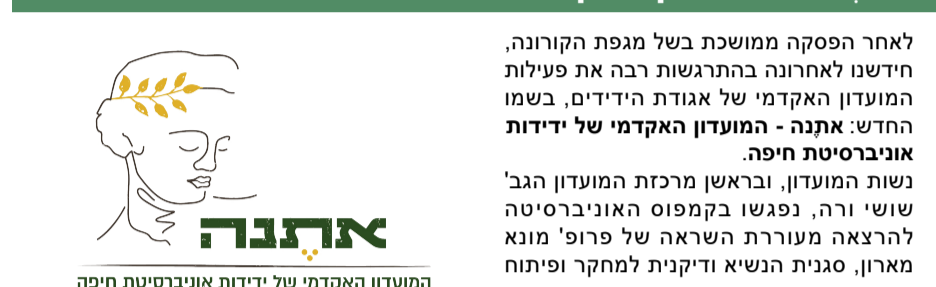 לאחר הפסקה ממושכת בשל מגפת הקורונה,
חידשנו לאחרונה בהתרגשות רבה את פעילות
המועדון האקדמי של אגודת הידידים, בשמו
החדש: אתֶנה - המועדון האקדמי של ידידות
אוניברסיטת חיפה.
נשות המועדון, ובראשן מרכזת המועדון הגב'
שושי ורה, נפגשו בקמפוס האוניברסיטה
להרצאה מעוררת השראה של פרופ' מונא
מארון, סגנית הנשיא ודיקנית למחקר ופיתוח
אתֶנה
המועדון האקדמי של ידידות אוניברסיטת חיפה